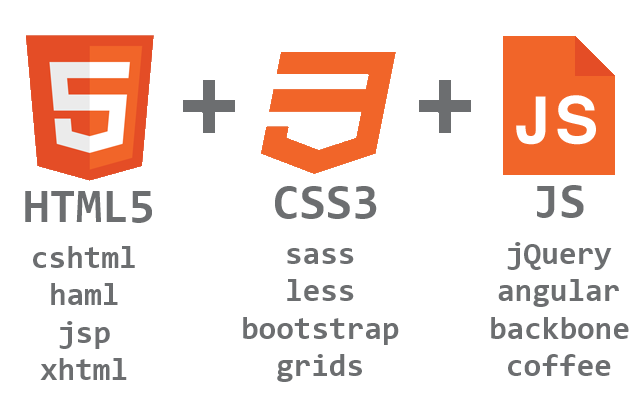 5
3
JS
HTML5
cshtml
haml
jsp
xhtml
CSS3
sass
less
bootstrap
grids
JS
jQuery
angular
backbone
coffee